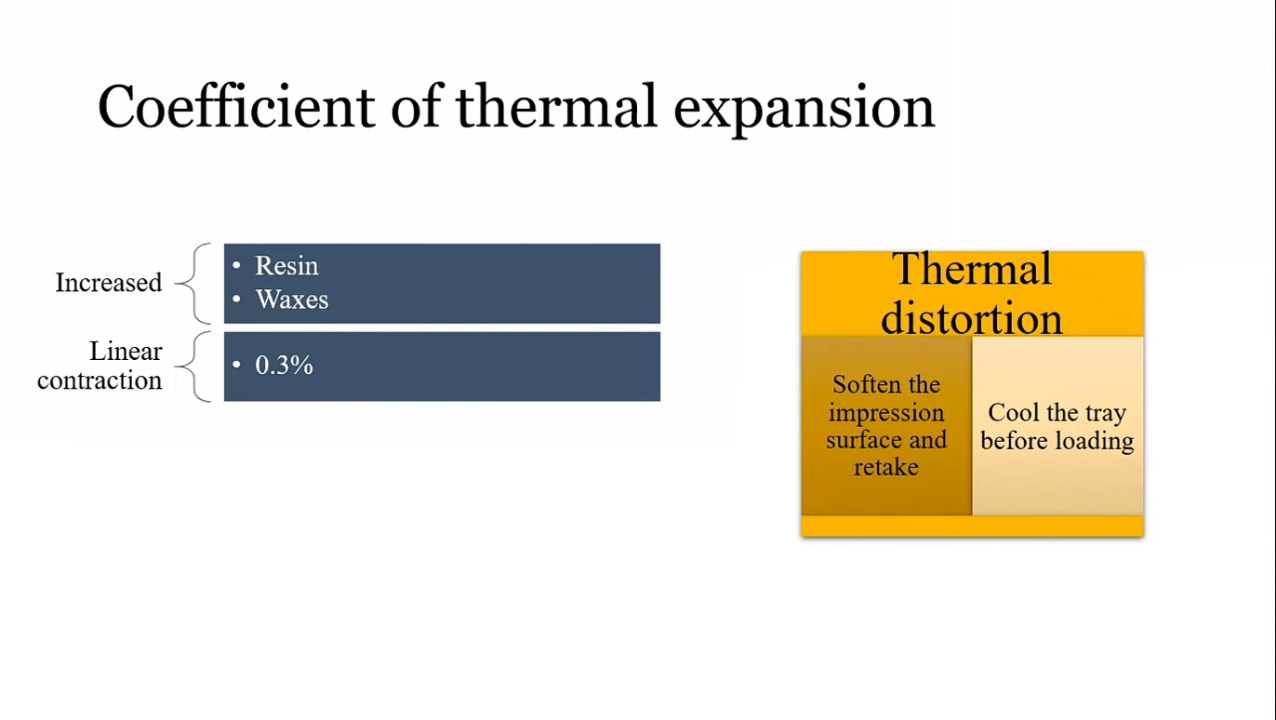 Coefficient of thermal expansion
Increased
• Resin
• Waxes
Linear
contraction
• 0.3%
Thermal
distortion
Soften the
impression
surface and
retake
Cool the tray
before loading